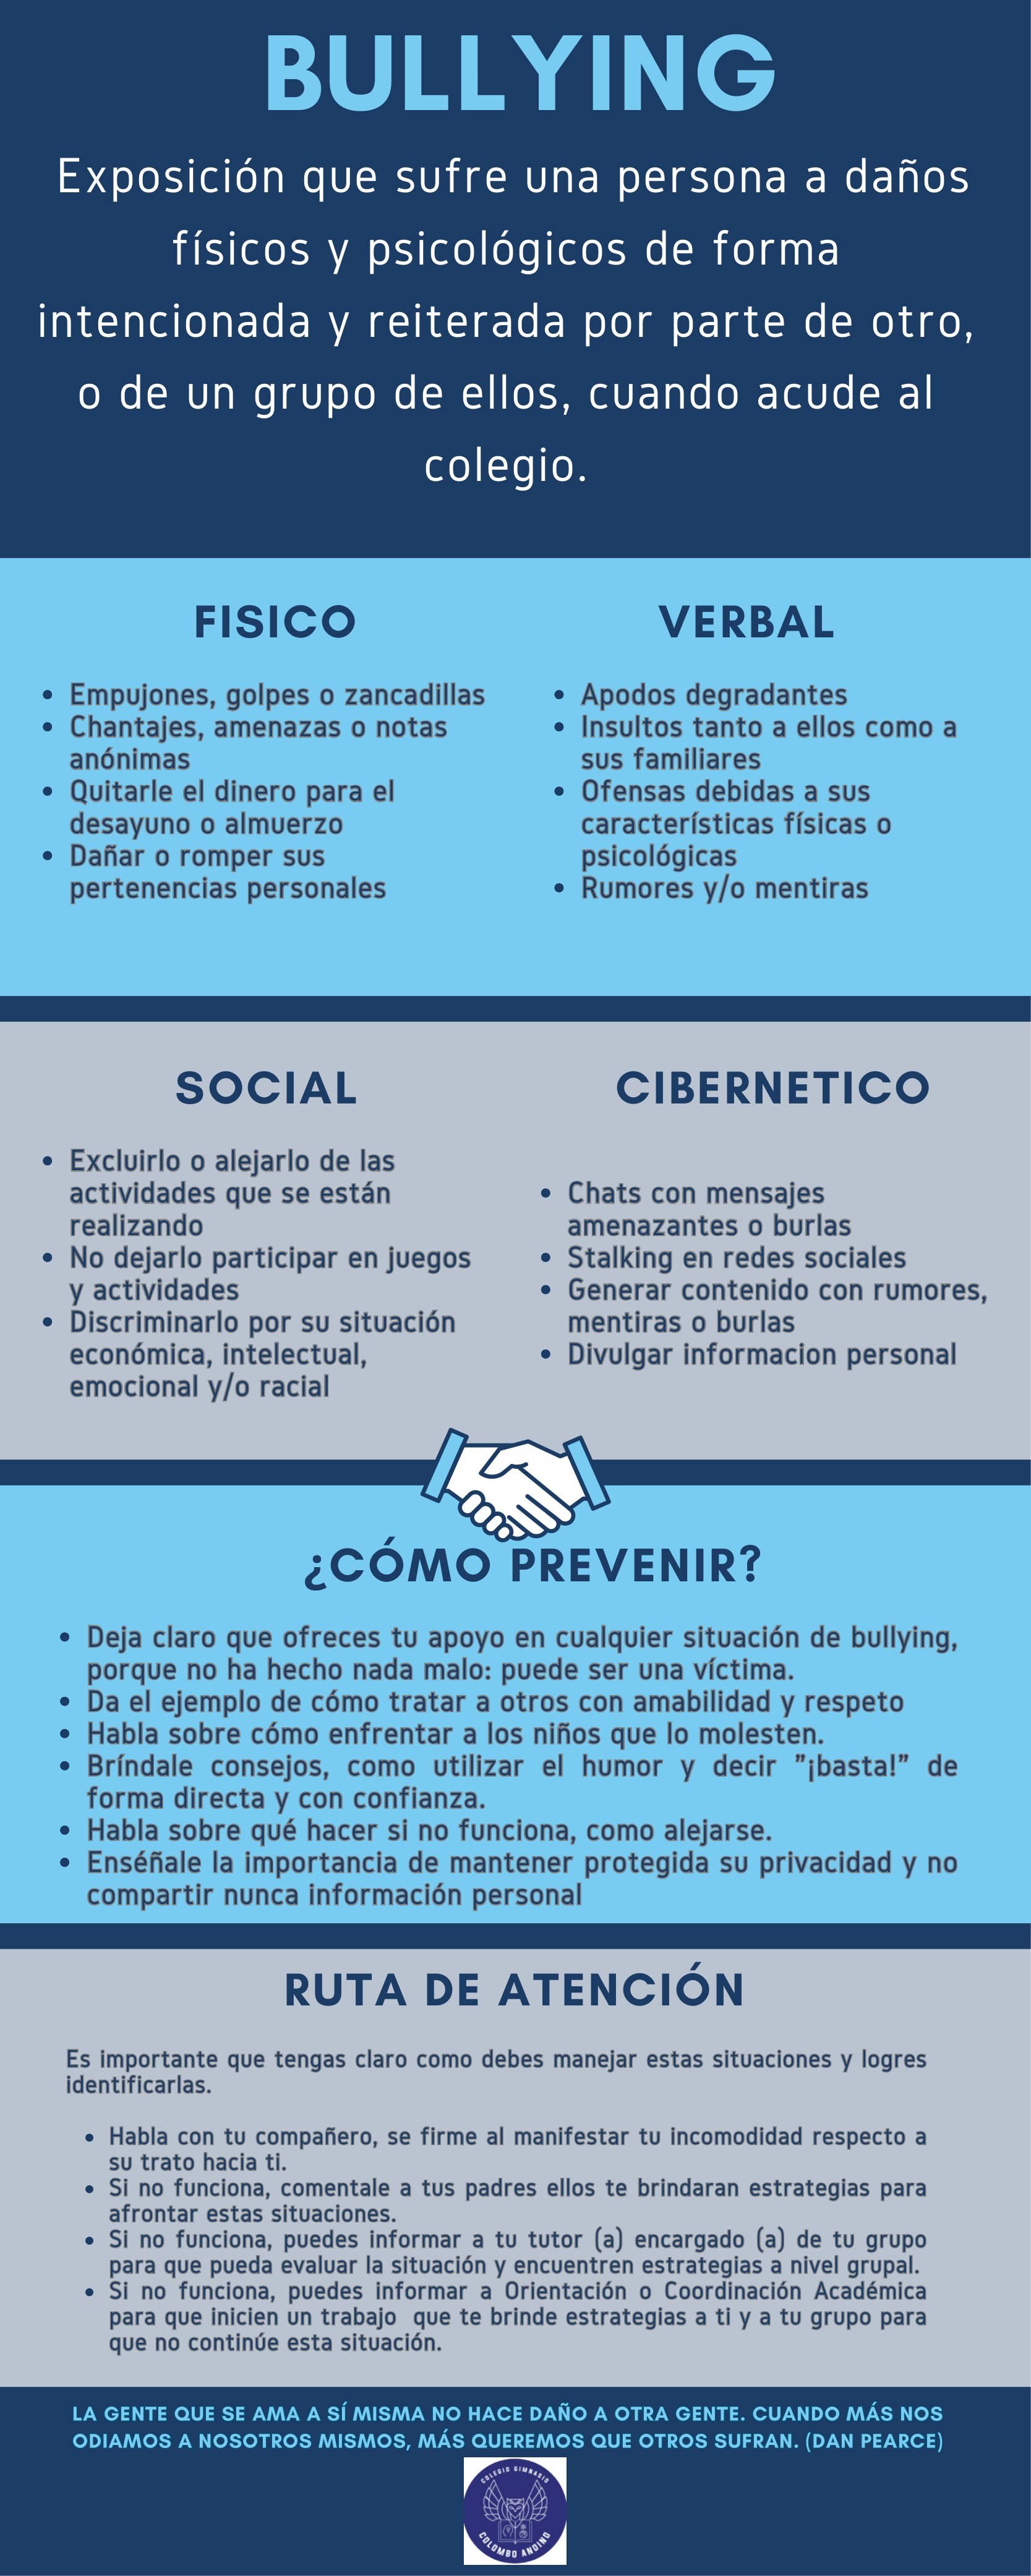 BULLYING
Exposición que sufre una persona a daños
físicos y psicológicos de forma
intencionada y reiterada por parte de otro,
o de un grupo de ellos, cuando acude al
colegio.
FISICO
Empujones, golpes o zancadillas
Chantajes, amenazas o notas
anónimas
Quitarle el dinero para el
desayuno o almuerzo
Dañar o romper sus
pertenencias personales
VERBAL
Apodos degradantes
Insultos tanto a ellos como a
sus familiares
Ofensas debidas a sus
características físicas o
psicológicas
Rumores y/o mentiras
SOCIAL
Excluirlo o alejarlo de las
actividades que se están
realizando
No dejarlo participar en juegos
y actividades
Discriminarlo por su situación
económica, intelectual,
emocional y/o racial
CIBERNETICO
Chats con mensajes
amenazantes o burlas
Stalking en redes sociales
Generar contenido con rumores,
mentiras o burlas
Divulgar informacion personal
¿CÓMO PREVENIR?
Deja claro que ofreces tu apoyo en cualquier situación de bullying,
porque no ha hecho nada malo: puede ser una víctima.
Da el ejemplo de cómo tratar a otros con amabilidad y respeto
Habla sobre cómo enfrentar a los niños que lo molesten.
Bríndale consejos, como utilizar el humor y decir "¡basta!" de
forma directa y con confianza.
Habla sobre qué hacer si no funciona, como alejarse.
Enséñale la importancia de mantener protegida su privacidad y no
compartir nunca información personal
RUTA DE ATENCIÓN
Es importante que tengas claro como debes manejar estas situaciones y logres
identificarlas.
Habla con tu compañero, se firme al manifestar tu incomodidad respecto a
su trato hacia ti.
Si no funciona, comentale a tus padres ellos te brindaran estrategias para
afrontar estas situaciones.
Si no funciona, puedes informar a tu tutor (a) encargado (a) de tu grupo
para que pueda evaluar la situación y encuentren estrategias a nivel grupal.
Si no funciona, puedes informar a Orientación o Coordinación Académica
para que inicien un trabajo que te brinde estrategias a ti y a tu grupo para
que no continúe esta situación.
LA GENTE QUE SE AMA A SÍ MISMA NO HACE DAÑO A OTRA GENTE. CUANDO MÁS NOS
ODIAMOS A NOSOTROS MISMOS, MÁS QUEREMOS QUE OTROS SUFRAN. (DAN PEARCE)
COLEGIO GIMNASIO
COLOMBO ANDINO